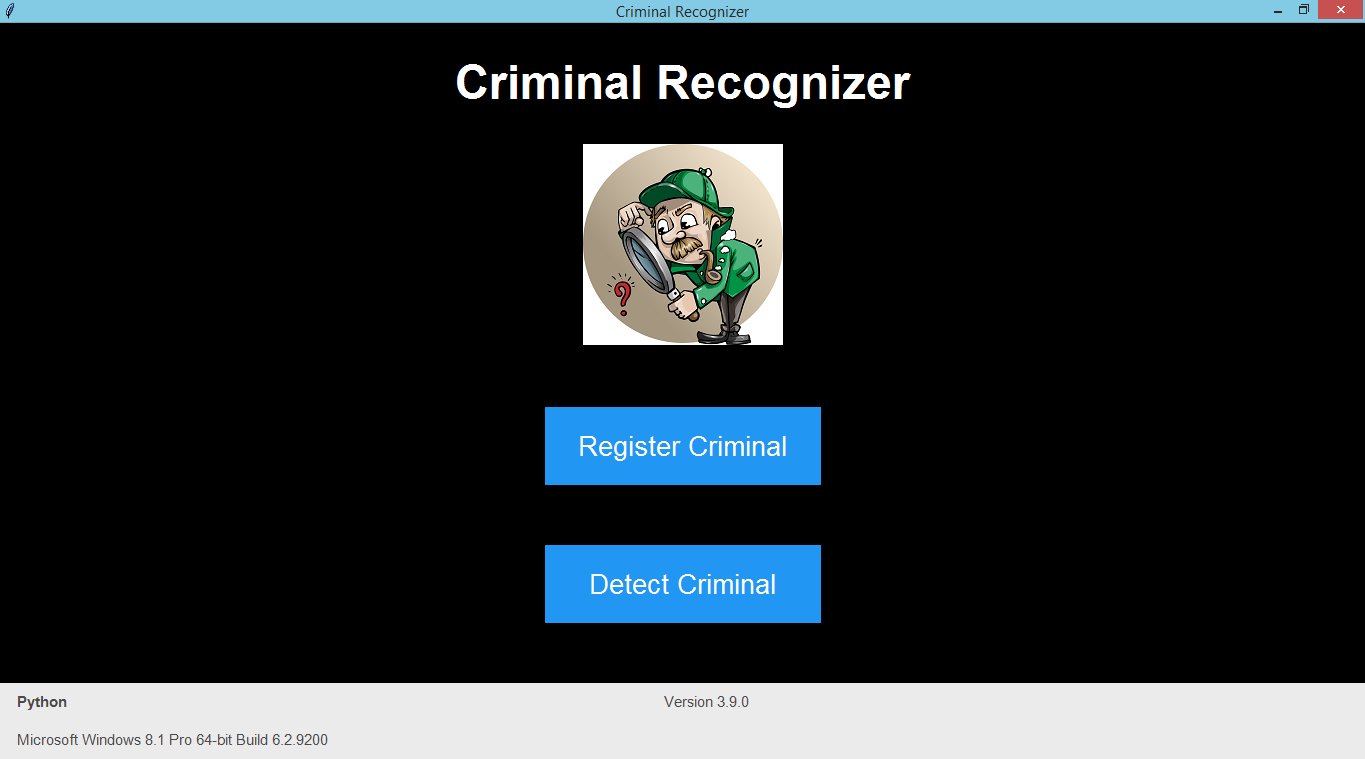 Criminal Recognizer
Criminal Recognizer
?
Register Criminal
Detect Criminal
Python Version 3.9.0
Microsoft Windows 8.1 Pro 64-bit Build 6.2.9200